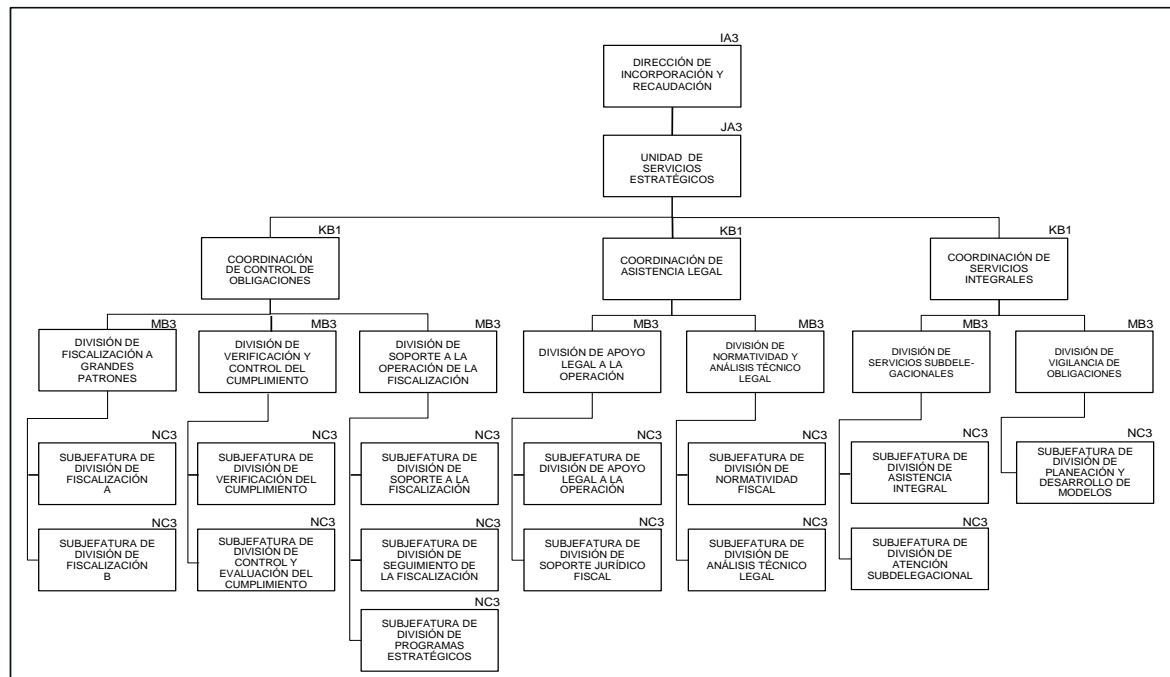 IA3
DIRECCIÓN DE
INCORPORACIÓN Y
RECAUDACIÓN
JA3
UNIDAD DE
SERVICIOS
ESTRATÉGICOS
KB1
COORDINACIÓN
DE CONTROL DE
OBLIGACIONES
KB1
COORDINACIÓN DE
ASISTENCIA LEGAL
KB1
COORDINACIÓN DE
SERVICIOS
INTEGRALES
MB3
DIVISIÓN DE
FISCALIZACIÓN A
GRANDES
PATRONES
MB3
DIVISIÓN DE
VERIFICACIÓN Y
CONTROL DEL
CUMPLIMIENTO
MB3
DIVISIÓN DE
SOPORTE A LA
OPERACIÓN DE LA
FISCALIZACIÓN
MB3
DIVISIÓN DE APOYO
LEGAL A LA
OPERACIÓN
MB3
DIVISIÓN DE
NORMATIVIDAD Y
ANÁLISIS TÉCNICO
LEGAL
MB3
DIVISIÓN DE
SERVICIOS SUBDELE-
GACIONALES
MB3
DIVISIÓN DE
VIGILANCIA DE
OBLIGACIONES
NC3
SUBJEFATURA DE
DIVISIÓN DE
FISCALIZACIÓN
A
NC3
SUBJEFATURA DE
DIVISIÓN DE
VERIFICACIÓN DEL
CUMPLIMIENTO
NC3
SUBJEFATURA DE
DIVISIÓN DE
SOPORTE A LA
FISCALIZACIÓN
NC3
SUBJEFATURA DE
DIVISIÓN DE APOYO
LEGAL A LA
OPERACIÓN
NC3
SUBJEFATURA DE
DIVISIÓN DE
NORMATIVIDAD
FISCAL
NC3
SUBJEFATURA DE
DIVISIÓN DE
ASISTENCIA
INTEGRAL
NC3
SUBJEFATURA DE
DIVISIÓN DE
PLANEACIÓN Y
DESARROLLO DE
MODELOS
NC3
SUBJEFATURA DE
DIVISIÓN DE
FISCALIZACIÓN
B
NC3
SUBJEFATURA DE
DIVISIÓN DE
CONTROL Y
EVALUACIÓN DEL
CUMPLIMIENTO
NC3
SUBJEFATURA DE
DIVISIÓN DE
SEGUIMIENTO DE
LA FISCALIZACIÓN
NC3
SUBJEFATURA DE
DIVISIÓN DE
SOPORTE JURÍDICO
FISCAL
NC3
SUBJEFATURA DE
DIVISIÓN DE
ANÁLISIS TÉCNICO
LEGAL
NC3
SUBJEFATURA DE
DIVISIÓN DE
ATENCIÓN
SUBDELEGACIONAL
NC3
SUBJEFATURA DE
DIVISIÓN DE
PROGRAMAS
ESTRATÉGICOS